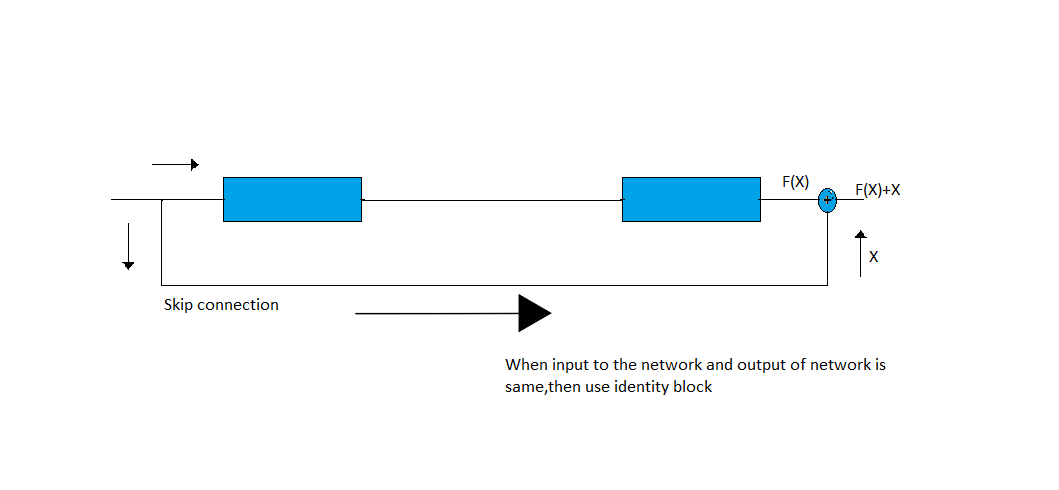 F(X)
F(X)+X
+
X
Skip connection
When input to the network and output of network is
same,then use identity block